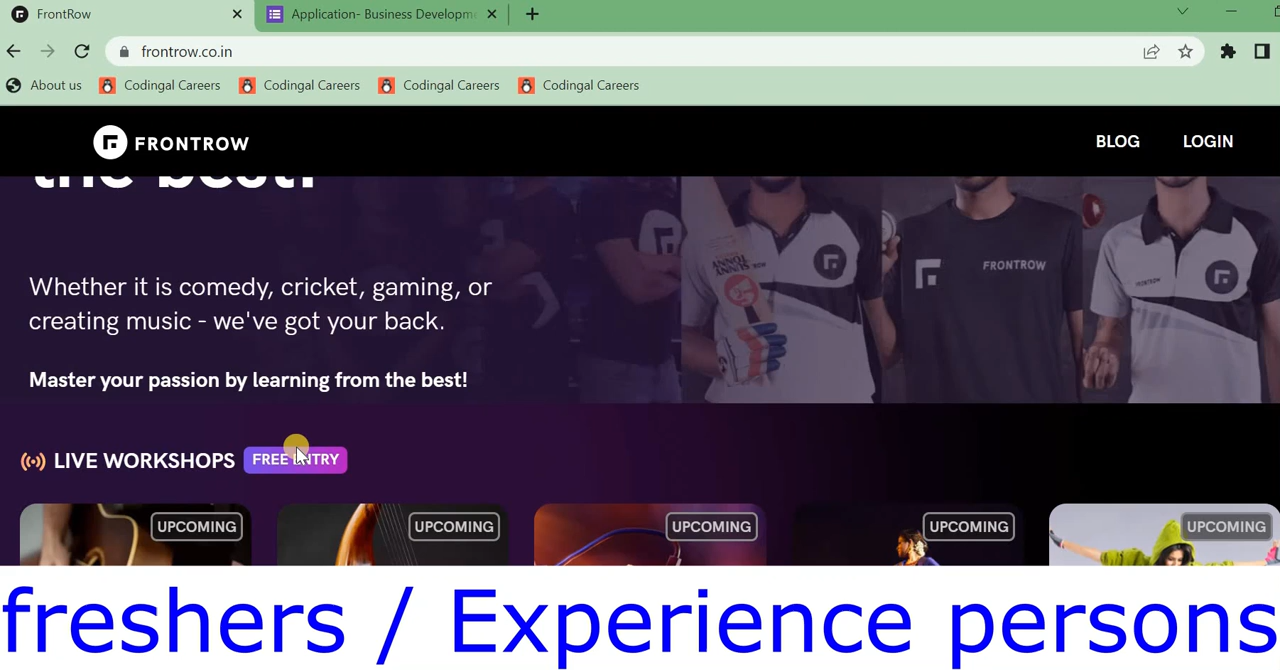 FrontRow
Application- Business Developm
frontrow.co.in
About us
Codingal Careers
Codingal Careers
Codingal Careers
Codingal Careers
FRONTROW
BLOG
LOGIN
the best!
FRONTROW
Whether it is comedy, cricket, gaming, or
creating music - we've got your back.
Master your passion by learning from the best!
LIVE WORKSHOPS
FREE ENTRY
UPCOMING
UPCOMING
UPCOMING
UPCOMING
UPCOMING
freshers / Experience persons